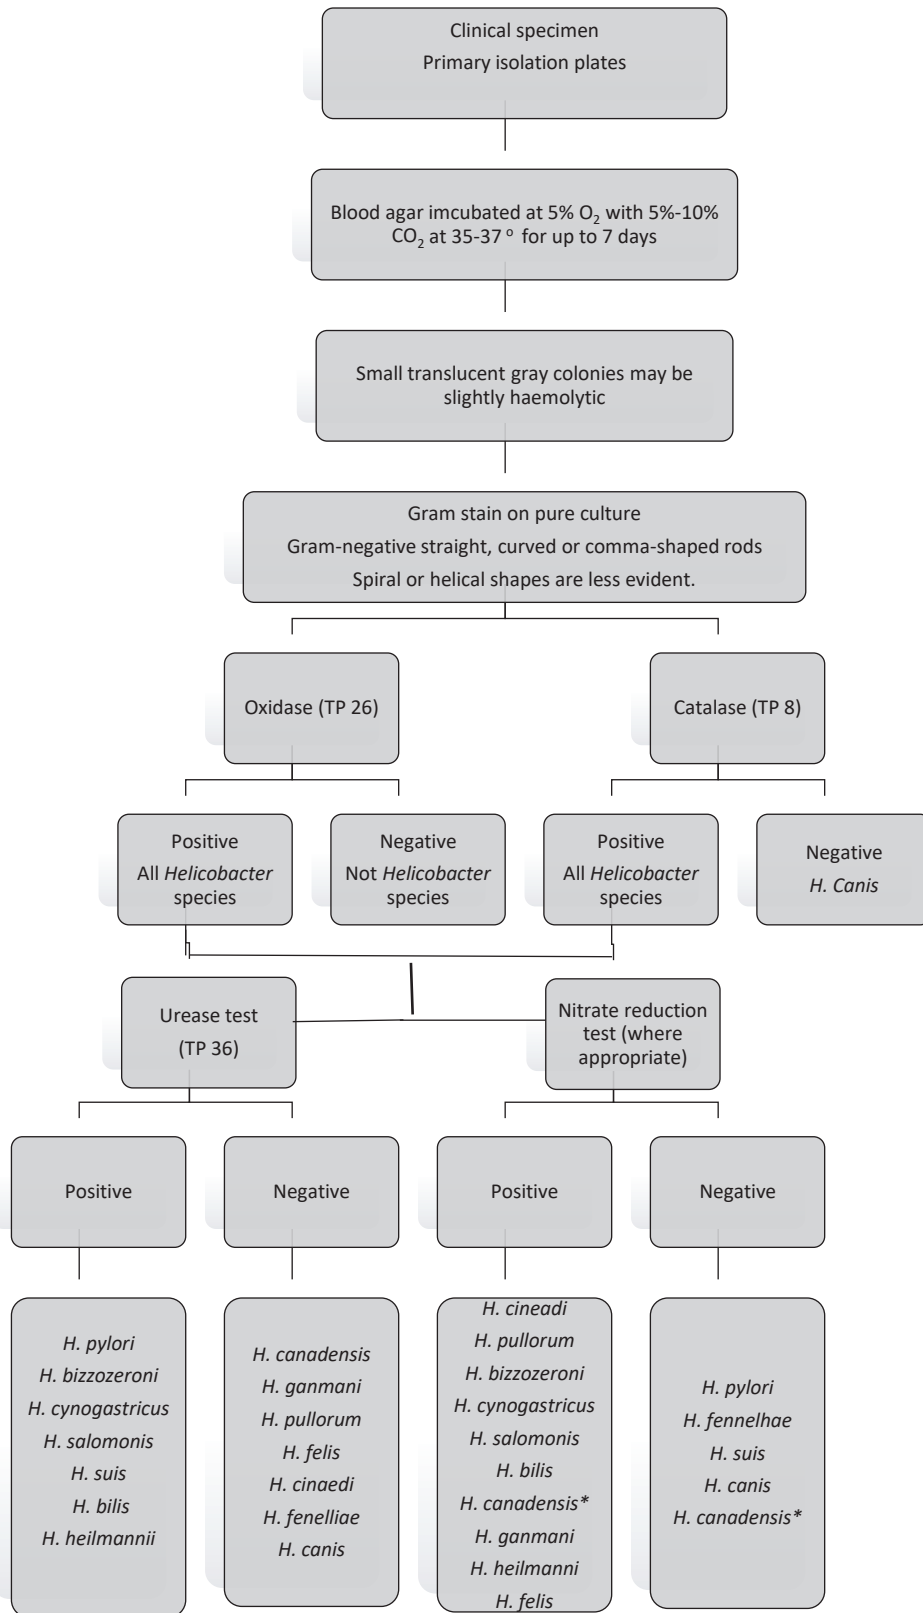 Clinical specimen
Primary isolation plates
Blood agar imcubated at 5% O₂ with 5%-10%
CO₂ at 35-37 ° for up to 7 days
Small translucent gray colonies may be
slightly haemolytic
Gram stain on pure culture
Gram-negative straight, curved or comma-shaped rods
Spiral or helical shapes are less evident.
Oxidase (TP 26)
Catalase (TP 8)
Positive
All Helicobacter
species
Negative
Not Helicobacter
species
Positive
All Helicobacter
species
Negative
H. Canis
Urease test
(TP 36)
Nitrate reduction
test (where
appropriate)
Positive
Negative
Positive
Negative
H. pylori
H. bizzozeroni
H. cynogastricus
H. salomonis
H. suis
H. bilis
H. heilmannii
H. canadensis
H. ganmani
H. pullorum
H. felis
H. cinaedi
H. fenelliae
H. canis
H. cineadi
H. pullorum
H. bizzozeroni
H. cynogastricus
H. salomonis
H. bilis
H. canadensis*
H. ganmani
H. heilmanni
H. felis
H. pylori
H. fennelhae
H. suis
H. canis
H. canadensis*